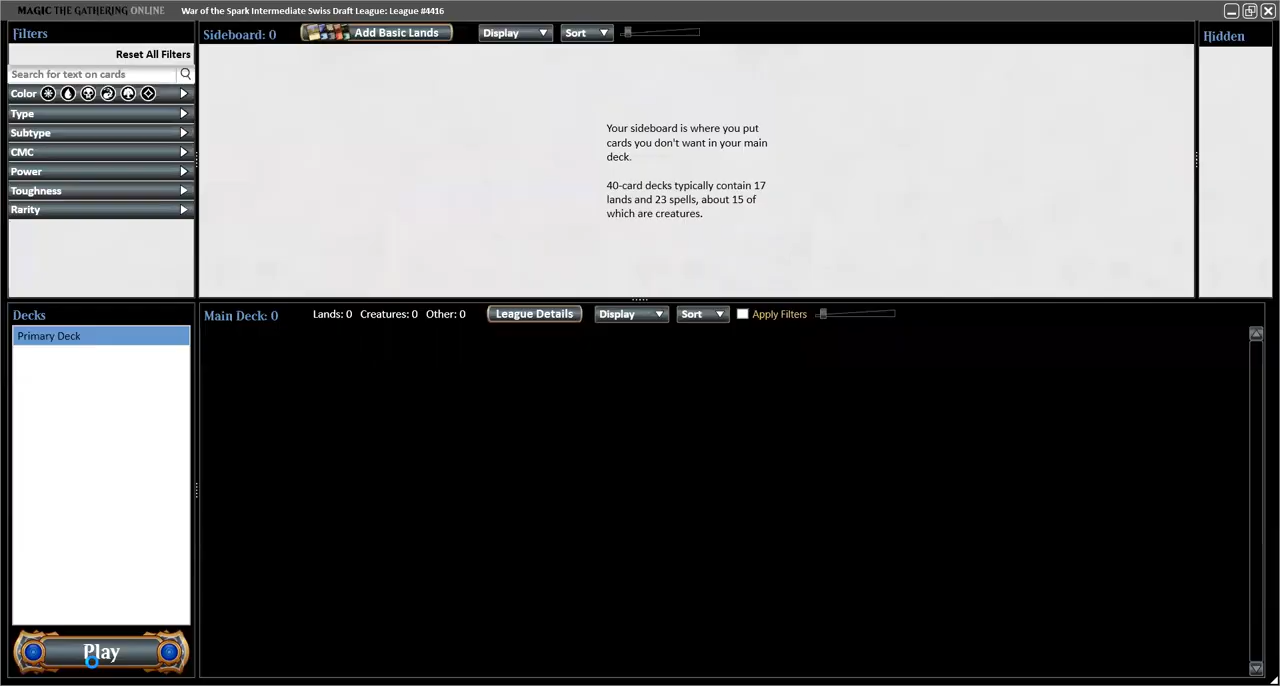 MAGIC THE GATHERING ONLINE War of the Spark Intermediate Swiss Draft League: League #4416
Filters
Reset All Filters
Search for text on cards
Color
Type
Subtype
CMC
Power
Toughness
Rarity
Sideboard: 0 Add Basic Lands Display Sort
Your sideboard is where you put
cards you don't want in your main
deck.
40-card decks typically contain 17
lands and 23 spells, about 15 of
which are creatures.
Hidden
Decks
Primary Deck
Play
Main Deck: 0 Lands: 0 Creatures: 0 Other: 0 League Details Display Sort Apply Filters